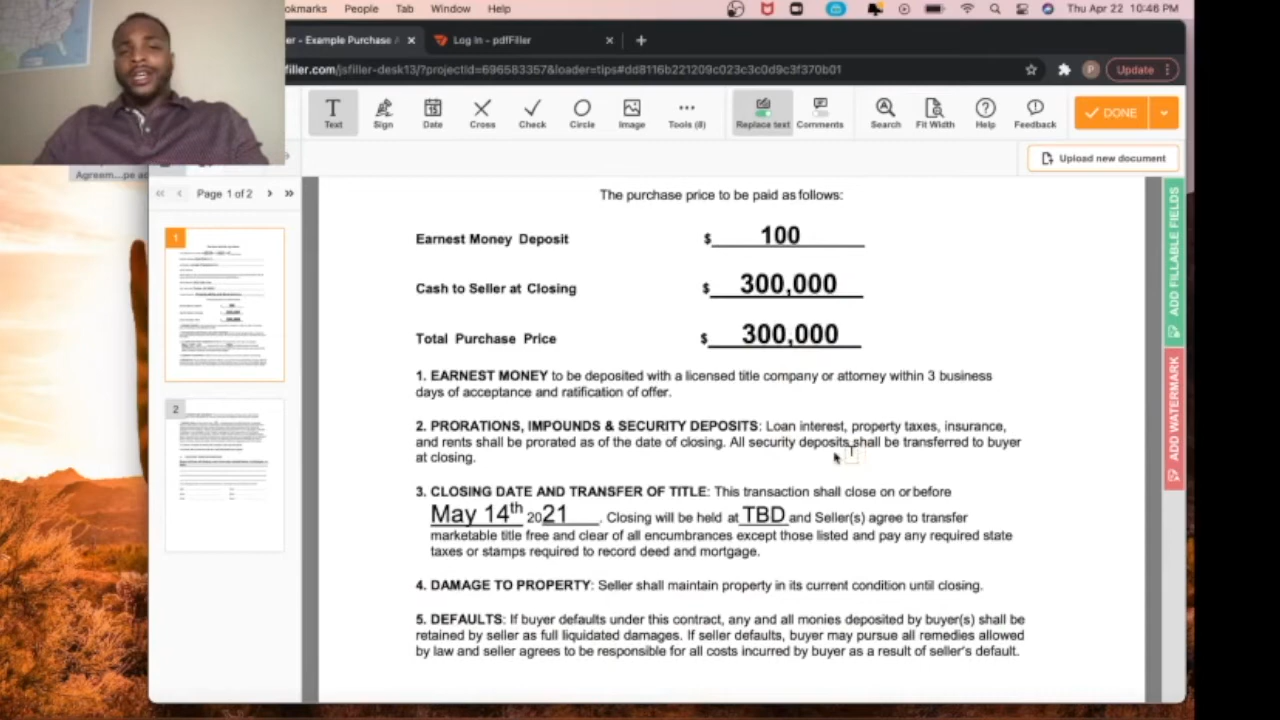 okmarks People Tab Window Help Thu Apr 22 10:46 PM
er - Example Purchase A Log In - pdfFiller
filler.com/jsfiller-desk13/?projectId=696583357&loader=tips#dd8116b221209c023c3c0d9c3f370b01 P Update
Text Sign Date Cross Check Circle Image Tools (8) Replace text Comments Search Fit Width Help Feedback DONE
Upload new document
Agreem...pe ad
Page 1 of 2
1
2
The purchase price to be paid as follows:
Earnest Money Deposit $ 100
Cash to Seller at Closing $ 300,000
Total Purchase Price $ 300,000
1. EARNEST MONEY to be deposited with a licensed title company or attorney within 3 business
days of acceptance and ratification of offer.
2. PRORATIONS, IMPOUNDS & SECURITY DEPOSITS: Loan interest, property taxes, insurance,
and rents shall be prorated as of the date of closing. All security deposits shall be transferred to buyer
at closing.
3. CLOSING DATE AND TRANSFER OF TITLE: This transaction shall close on or before
May 14th 2021 . Closing will be held at TBD and Seller(s) agree to transfer
marketable title free and clear of all encumbrances except those listed and pay any required state
taxes or stamps required to record deed and mortgage.
4. DAMAGE TO PROPERTY: Seller shall maintain property in its current condition until closing.
5. DEFAULTS: If buyer defaults under this contract, any and all monies deposited by buyer(s) shall be
retained by seller as full liquidated damages. If seller defaults, buyer may pursue all remedies allowed
by law and seller agrees to be responsible for all costs incurred by buyer as a result of seller's default.
ADD FILLABLE FIELDS
ADD WATERMARK